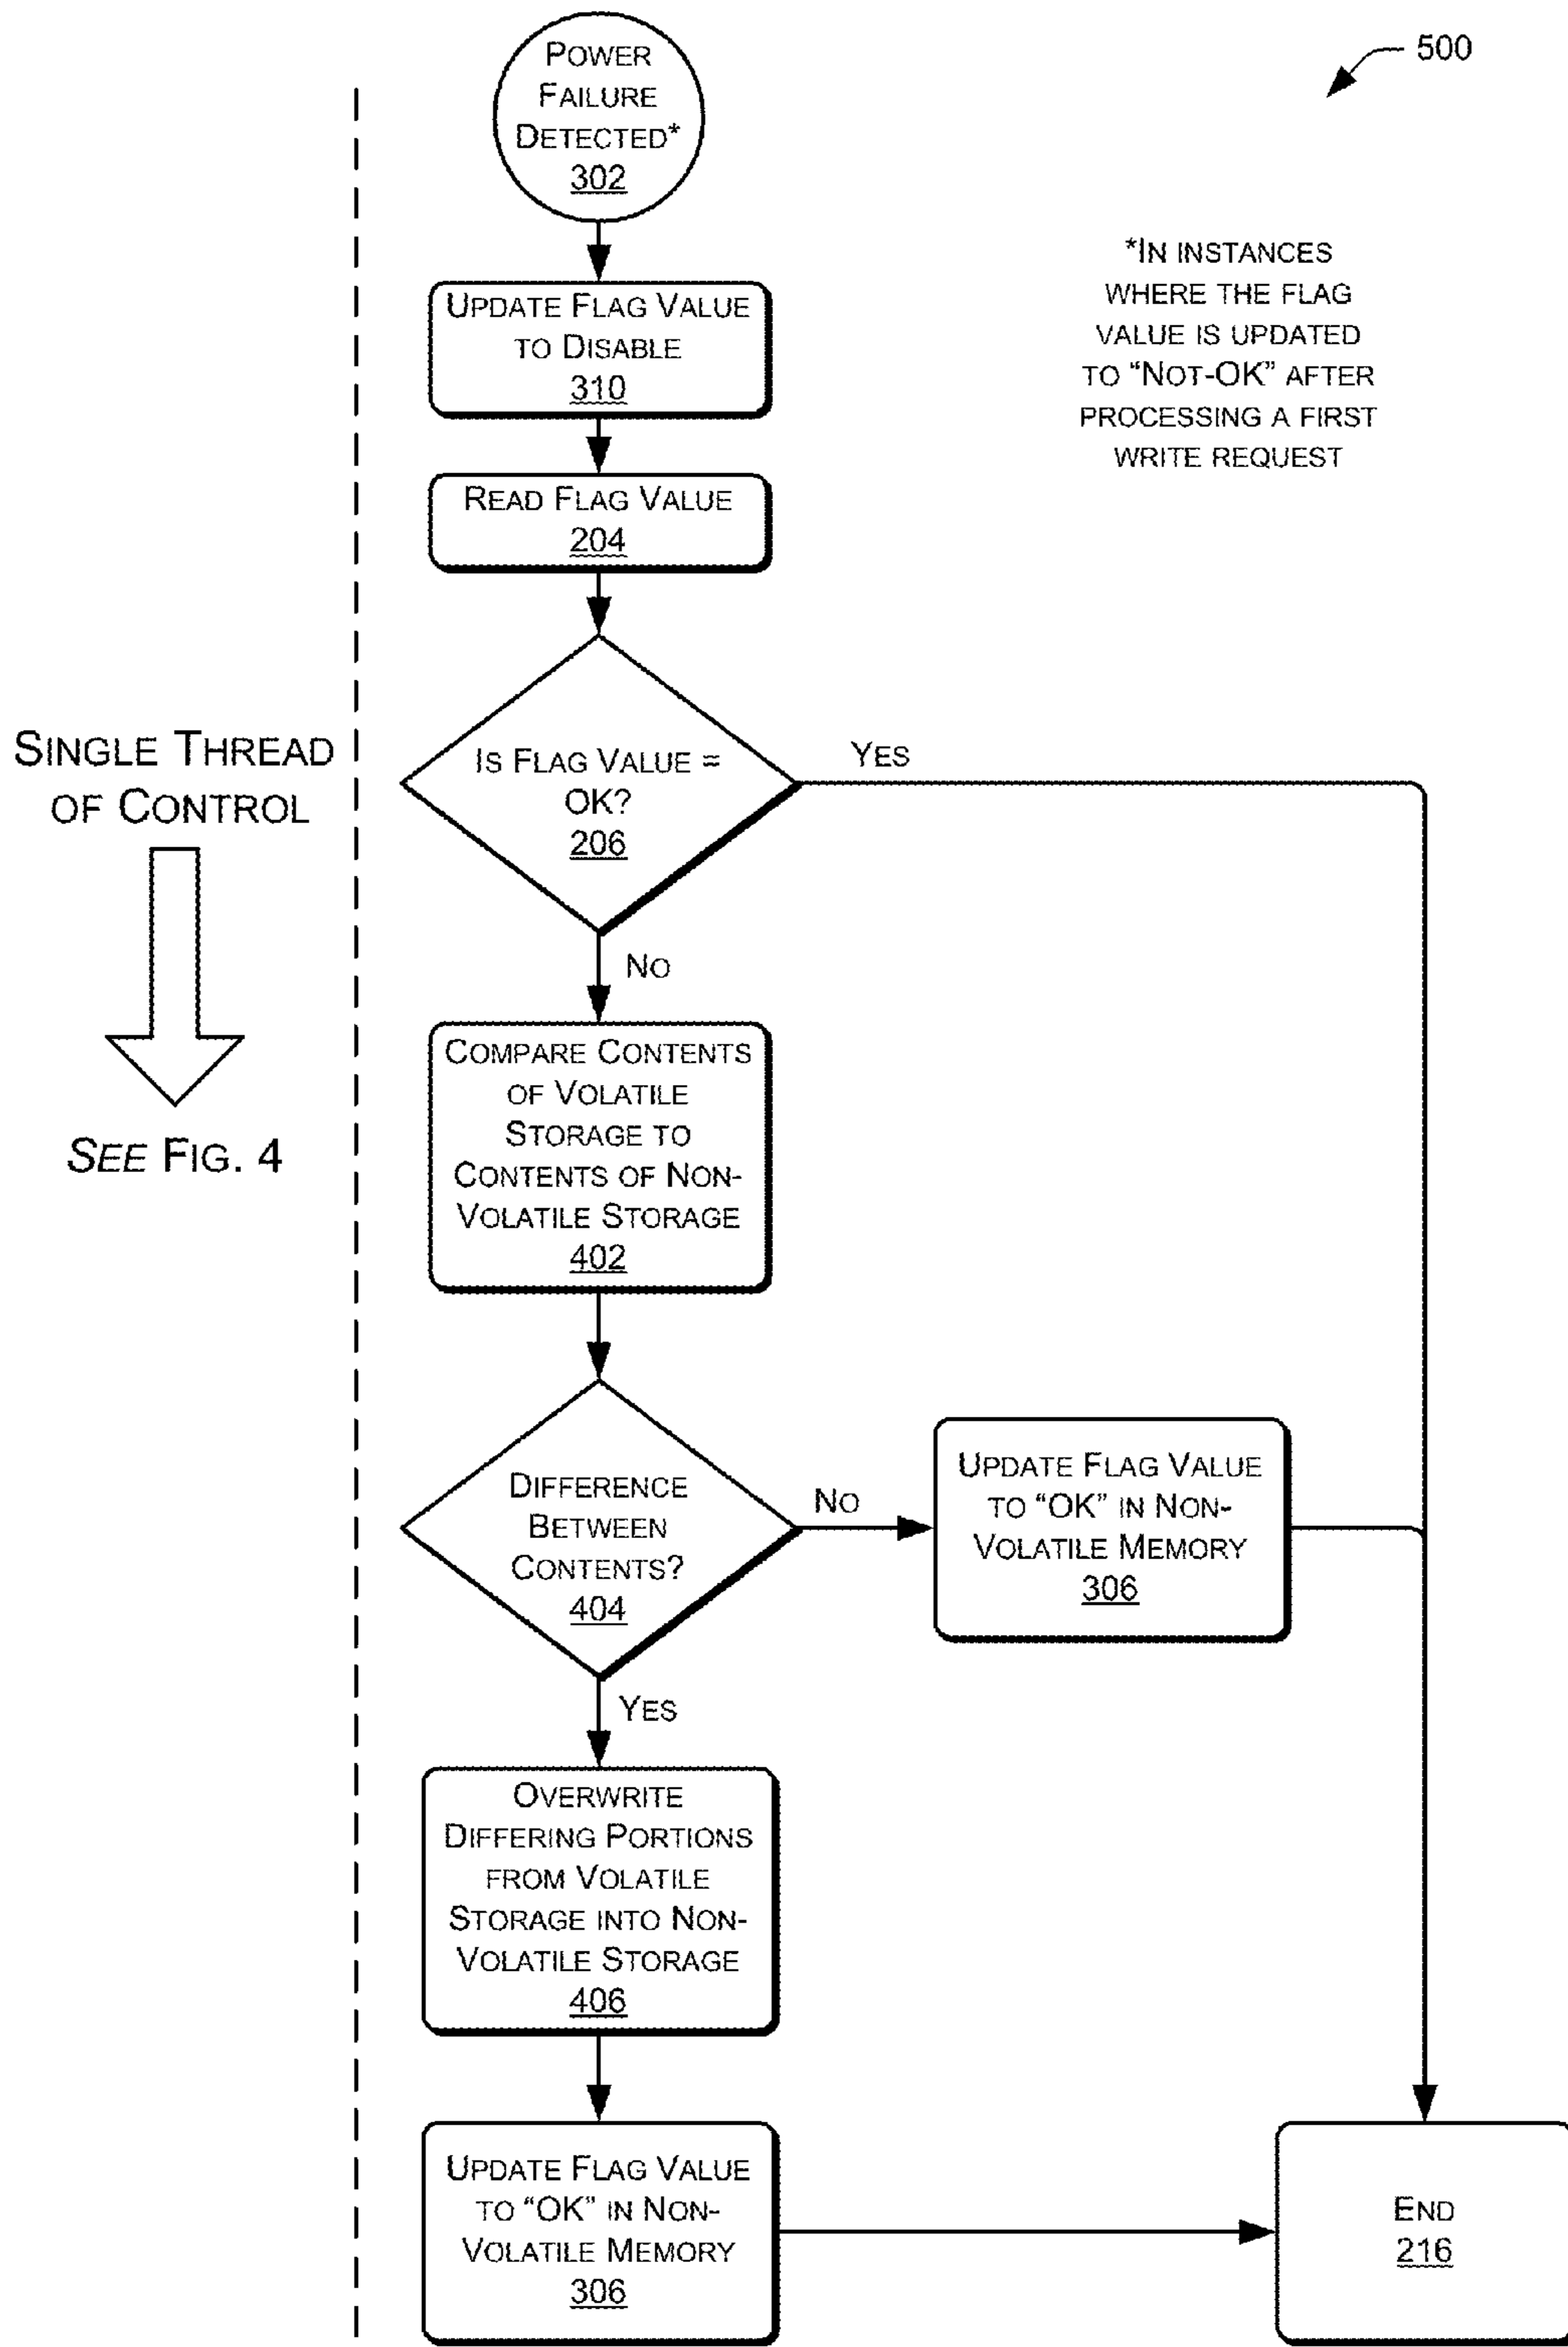 500
POWER
FAILURE
DETECTED*
302
*IN INSTANCES
WHERE THE FLAG
VALUE IS UPDATED
TO “NOT-OK” AFTER
PROCESSING A FIRST
WRITE REQUEST
UPDATE FLAG VALUE
TO DISABLE
310
READ FLAG VALUE
204
SINGLE THREAD
OF CONTROL
SEE FIG. 4
IS FLAG VALUE =
OK?
206
YES
NO
COMPARE CONTENTS
OF VOLATILE
STORAGE TO
CONTENTS OF NON-
VOLATILE STORAGE
402
DIFFERENCE
BETWEEN
CONTENTS?
404
NO
UPDATE FLAG VALUE
TO “OK” IN NON-
VOLATILE MEMORY
306
YES
OVERWRITE
DIFFERING PORTIONS
FROM VOLATILE
STORAGE INTO NON-
VOLATILE STORAGE
406
UPDATE FLAG VALUE
TO “OK” IN NON-
VOLATILE MEMORY
306
END
216